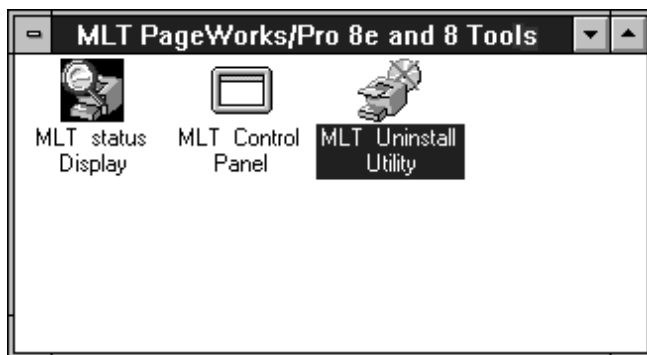 MLT PageWorks/Pro 8e and 8 Tools
MLT status
Display
MLT Control
Panel
MLT Uninstall
Utility